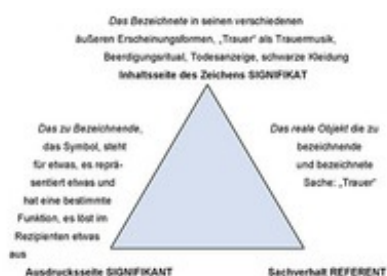 Das Bezeichnete in seinen verschiedenen
äußeren Erscheinungsformen, „Trauer" als Trauermusik,
Beerdigungsritual, Todesanzeige, schwarze Kleidung
Inhaltsseite des Zeichens SIGNIFIKAT
Das zu Bezeichnende,
das Symbol, steht
für etwas, es reprä-
sentiert etwas und
hat eine bestimmte
Funktion, es löst im
Rezipienten etwas
aus
Ausdrucksseite SIGNIFIKANT
Das reale Objekt die zu
bezeichnende
und bezeichnete
Sache: „Trauer"
Sachverhalt REFERENT